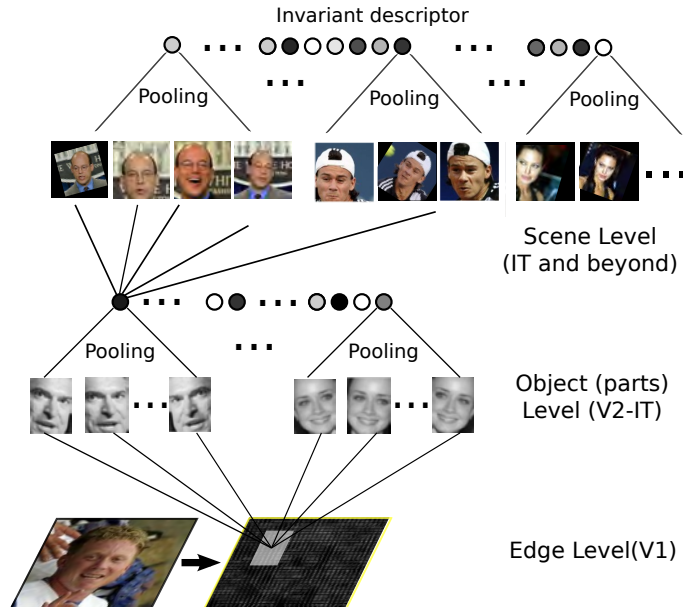 Invariant descriptor
Pooling
Pooling
Pooling
Scene Level
(IT and beyond)
Pooling
Pooling
Object (parts)
Level (V2-IT)
Edge Level(V1)